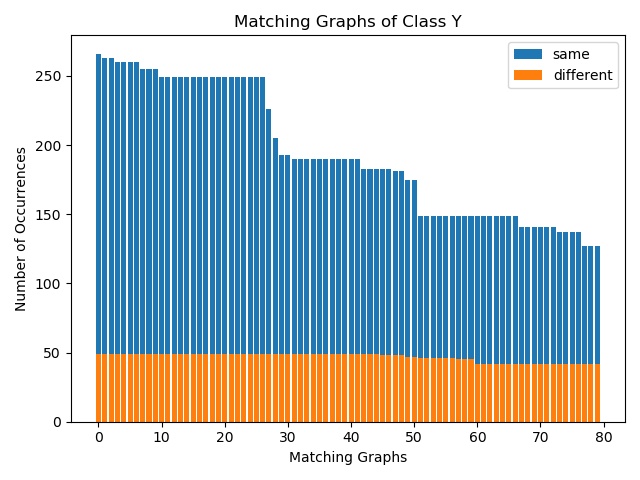 Matching Graphs of Class Y
same
different
Number of Occurrences
250
200
150
100
50
0
0 10 20 30 40 50 60 70 80
Matching Graphs